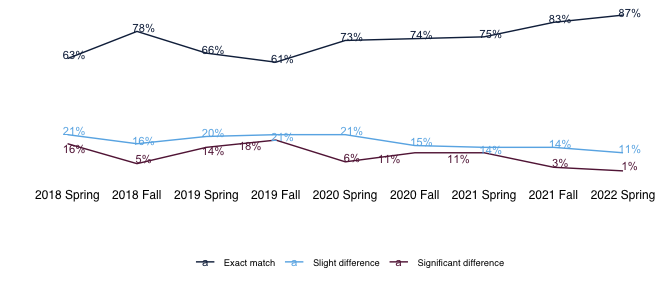 63% 78% 66% 61% 73% 74% 75% 83% 87%
21% 16% 20% 21% 21% 15% 14% 14% 11%
16% 5% 14% 18% 6% 11% 11% 3% 1%
2018 Spring 2018 Fall 2019 Spring 2019 Fall 2020 Spring 2020 Fall 2021 Spring 2021 Fall 2022 Spring
a Exact match a Slight difference a Significant difference